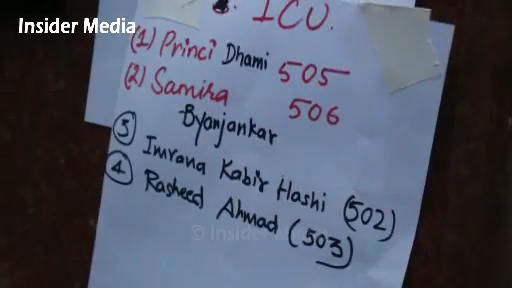 Insider Media
ICU.
(1) Princi Dhami 505
(2) Samira 506
Byanjankar
3 Imrana Kabir Hashi (502)
4 Rasheed Ahmad (503)
© Insider